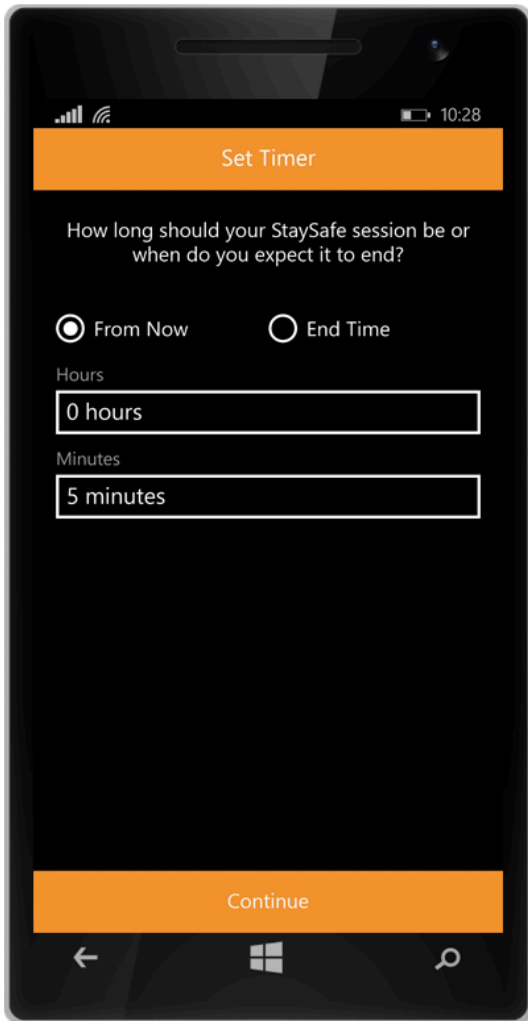 10:28
Set Timer
How long should your StaySafe session be or
when do you expect it to end?
From Now End Time
Hours
0 hours
Minutes
5 minutes
Continue